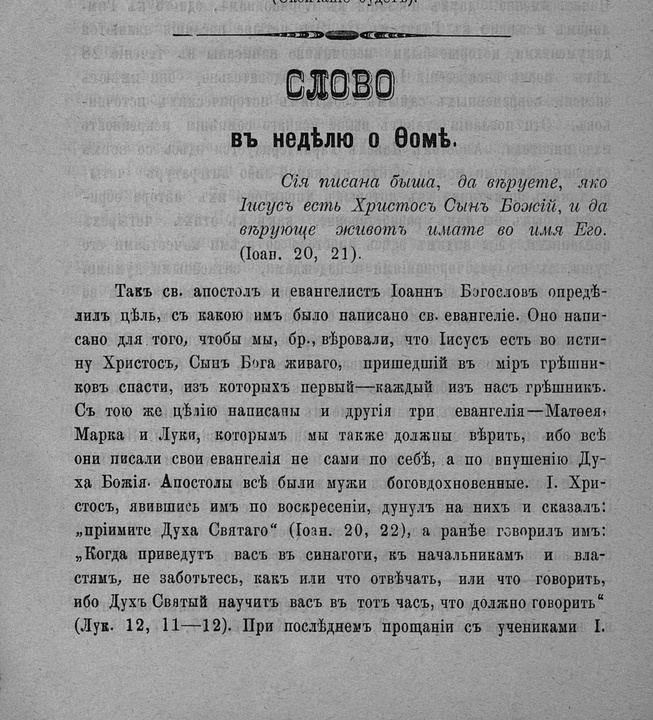 (Окончаніе будетъ).
СЛОВО
въ недѣлю о Ѳомѣ.
Сія писана быша, да вѣруете, яко
Іисусъ есть Христосъ Сынъ Божій, и да
вѣрующе животъ имате во имя Его.
(Іоан. 20, 21).
Такъ св. апостолъ и евангелистъ Іоаннъ Богословъ опредѣ-
лилъ цѣль, съ какою имъ было написано св. евангеліе. Оно напи-
сано для того, чтобы мы, бр., вѣровали, что Іисусъ есть во исти-
ну Христосъ, Сынъ Бога живаго, пришедшій въ міръ грѣшни-
ковъ спасти, изъ которыхъ первый—каждый изъ насъ грѣшникъ.
Съ тою же цѣлію написаны и другія три евангелія—Матѳея,
Марка и Луки, которымъ мы также должны вѣрить, ибо всѣ
они писали свои евангелія не сами по себѣ, а по внушенію Ду-
ха Божія. Апостолы всѣ были мужи боговдохновенные. І. Хри-
стосъ, явившись имъ по воскресеніи, дунулъ на нихъ и сказалъ:
„пріимите Духа Святаго“ (Іоан. 20, 22), а ранѣе говорилъ имъ:
„Когда приведутъ васъ въ синагоги, къ начальникамъ и вла-
стямъ, не заботьтесь, какъ или что отвѣчать, или что говорить,
ибо Духъ Святый научитъ васъ въ тотъ часъ, что должно говорить“
(Лук. 12, 11—12). При послѣднемъ прощаніи съ учениками І.